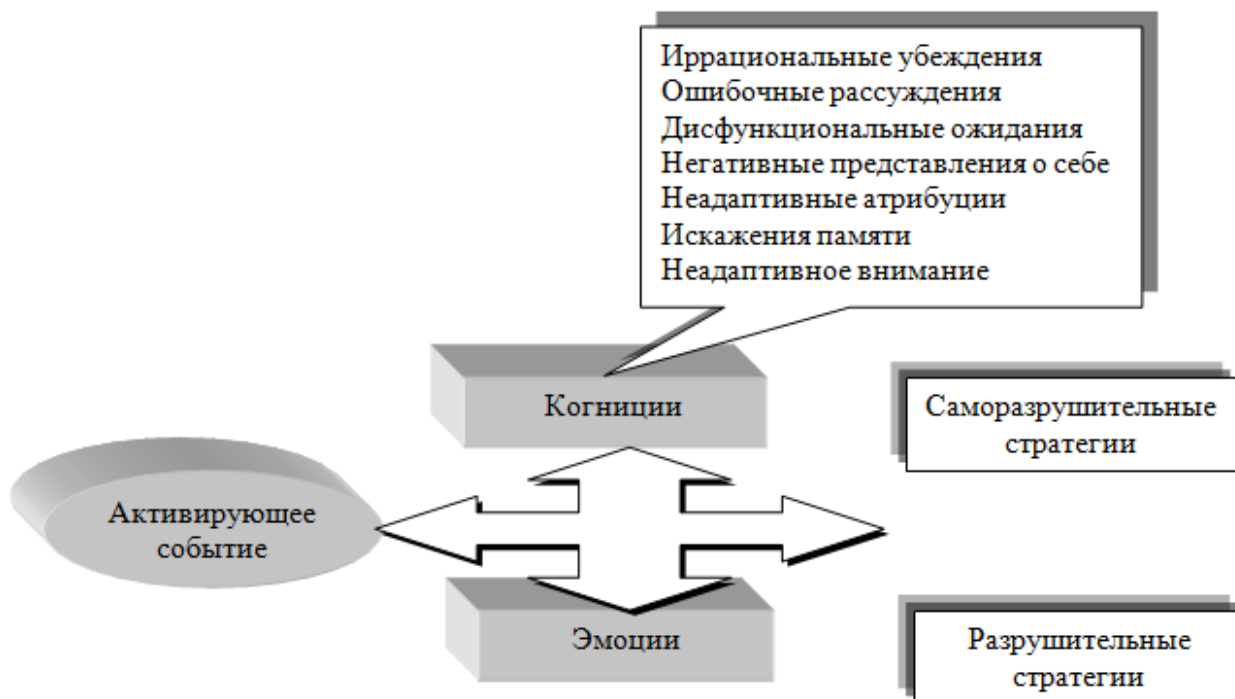 Иррациональные убеждения
Ошибочные рассуждения
Дисфункциональные ожидания
Негативные представления о себе
Неадаптивные атрибуции
Искажения памяти
Неадаптивное внимание
Когниции
Саморазрушительные
стратегии
Активирующее
событие
Эмоции
Разрушительные
стратегии